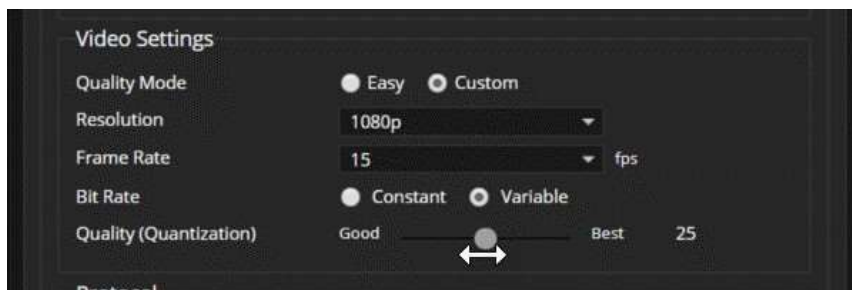 Video Settings
Quality Mode Easy Custom
Resolution 1080p
Frame Rate 15 fps
Bit Rate Constant Variable
Quality (Quantization) Good Best 25
Protocol